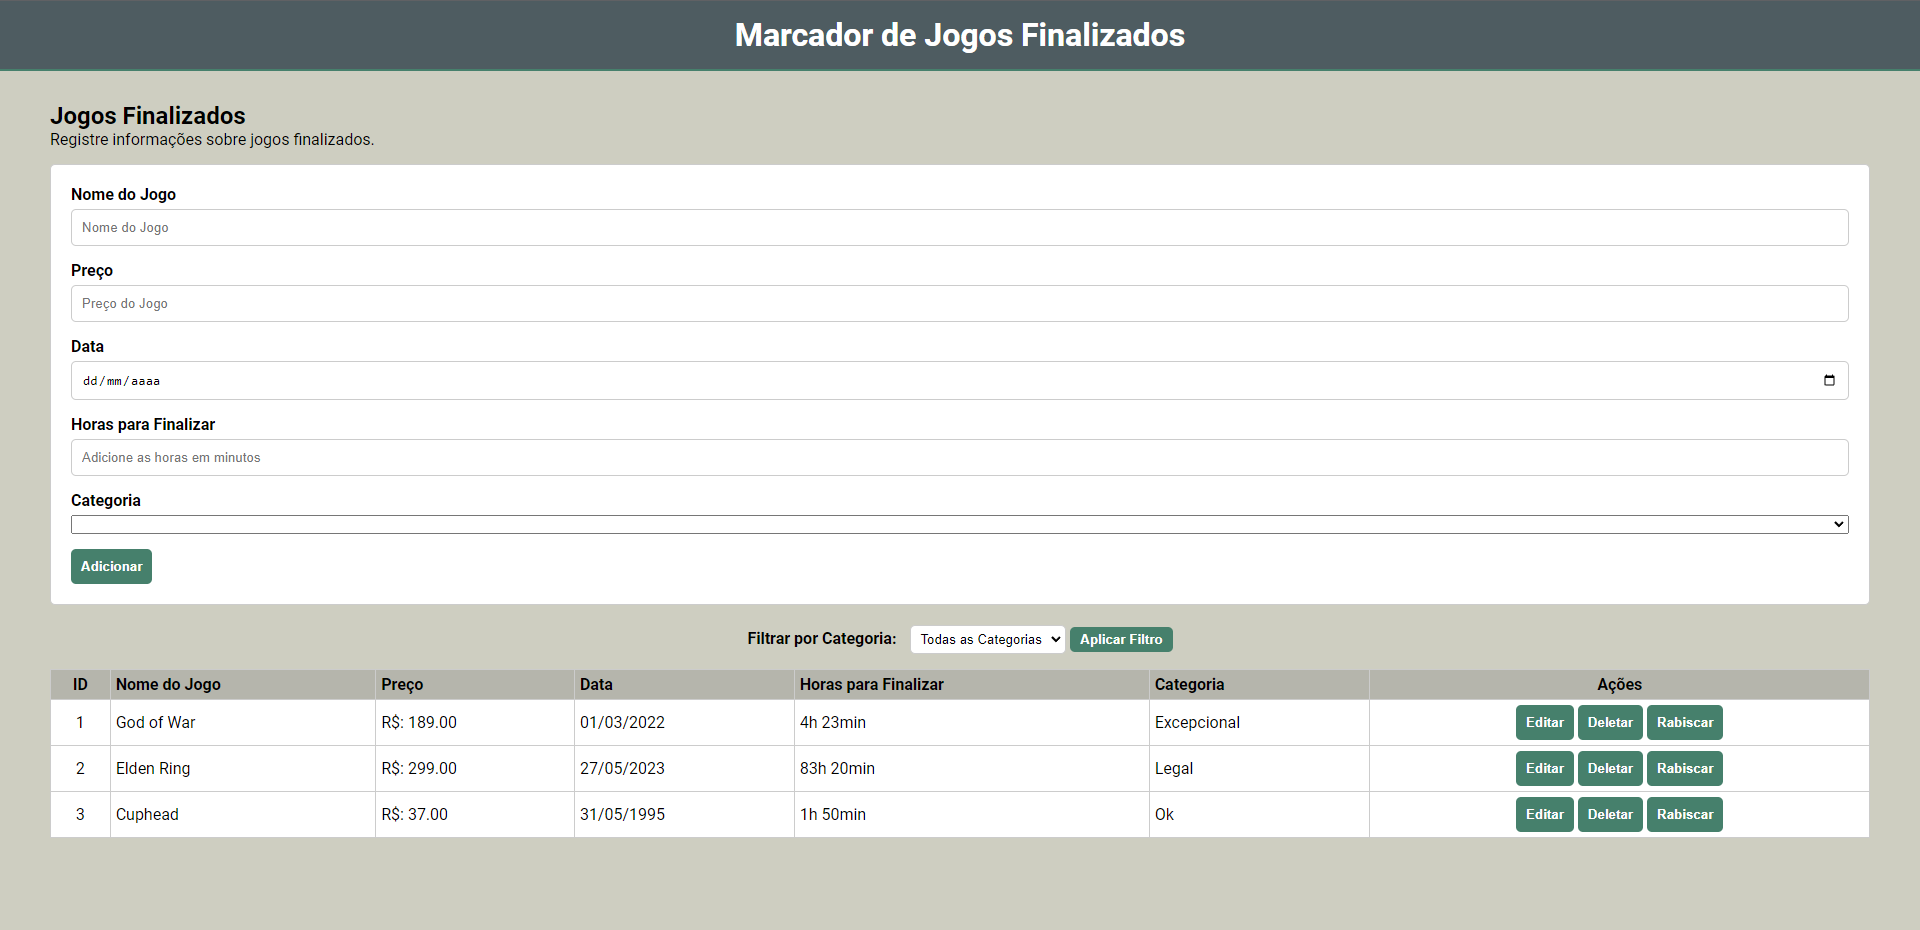 Marcador de Jogos Finalizados
Jogos Finalizados
Registre informações sobre jogos finalizados.
Nome do Jogo
Nome do Jogo
Preço
Preço do Jogo
Data
dd/mm/aaaa
Horas para Finalizar
Adicione as horas em minutos
Categoria
Adicionar
Filtrar por Categoria: Todas as Categorias Aplicar Filtro
ID Nome do Jogo Preço Data Horas para Finalizar Categoria Ações
1 God of War R$: 189.00 01/03/2022 4h 23min Excepcional Editar Deletar Rabiscar
2 Elden Ring R$: 299.00 27/05/2023 83h 20min Legal Editar Deletar Rabiscar
3 Cuphead R$: 37.00 31/05/1995 1h 50min Ok Editar Deletar Rabiscar